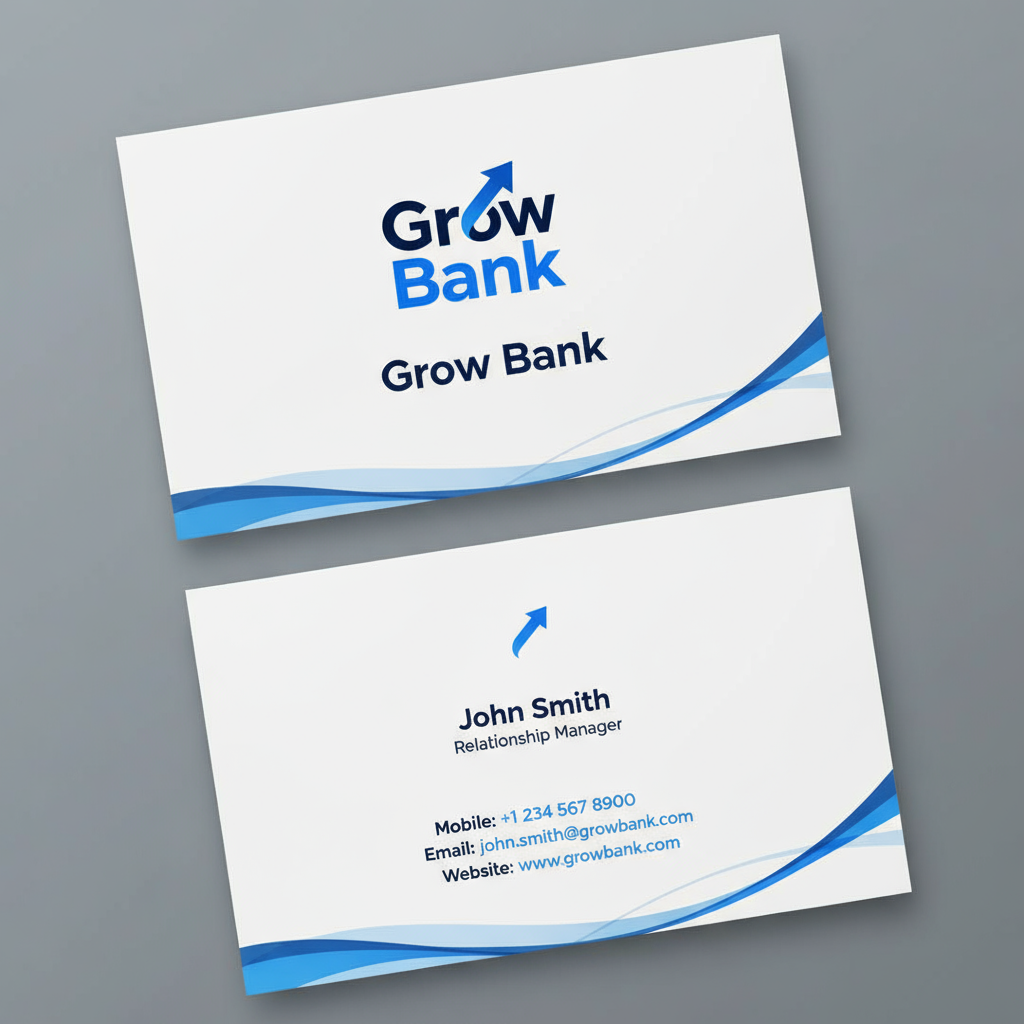 Grow
Bank
Grow Bank
John Smith
Relationship Manager
Mobile: +1 234 567 8900
Email: john.smith@growbank.com
Website: www.growbank.com